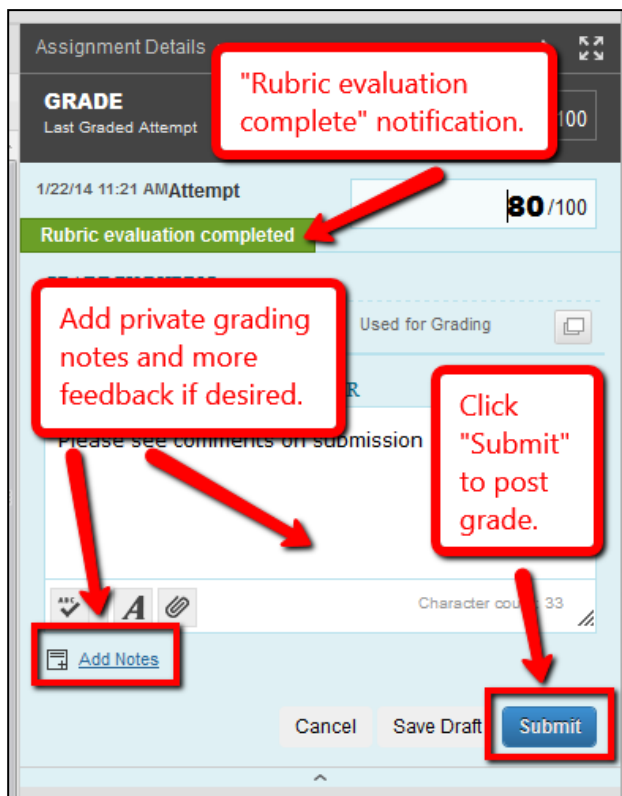 Assignment Details
"Rubric evaluation
complete" notification.
GRADE
Last Graded Attempt
100
1/22/14 11:21 AM Attempt
80/100
Rubric evaluation completed
Add private grading
notes and more
feedback if desired.
Used for Grading
R
Click
"Submit"
to post
grade.
Please see comments on submission
Character 33
Add Notes
Cancel Save Draft Submit